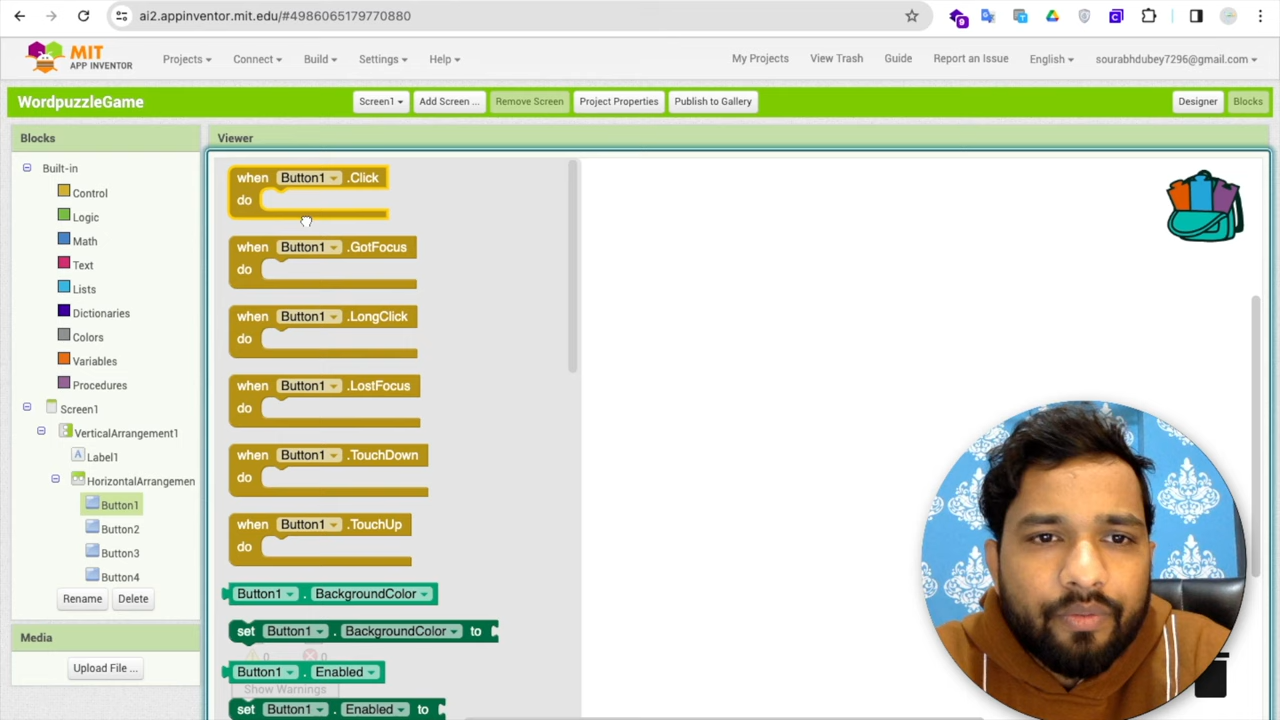 ai2.appinventor.mit.edu/#4986065179770880
9
MIT
APP INVENTOR
Projects
Connect
Build
Settings
Help
My Projects
View Trash
Guide
Report an Issue
English
sourabhdubey7296@gmail.com
WordpuzzleGame
Screen1
Add Screen ...
Remove Screen
Project Properties
Publish to Gallery
Designer
Blocks
Blocks
Viewer
Built-in
Control
Logic
Math
Text
Lists
Dictionaries
Colors
Variables
Procedures
Screen1
VerticalArrangement1
A Label1
HorizontalArrangemen
Button1
Button2
Button3
Button4
Rename
Delete
Media
Upload File ...
when Button1 .Click
do
when Button1 .GotFocus
do
when Button1 .LongClick
do
when Button1 .LostFocus
do
when Button1 .TouchDown
do
when Button1 .TouchUp
do
Button1 . BackgroundColor
set Button1 . BackgroundColor to
0 0
Button1 . Enabled
Show Warnings
set Button1 . Enabled to